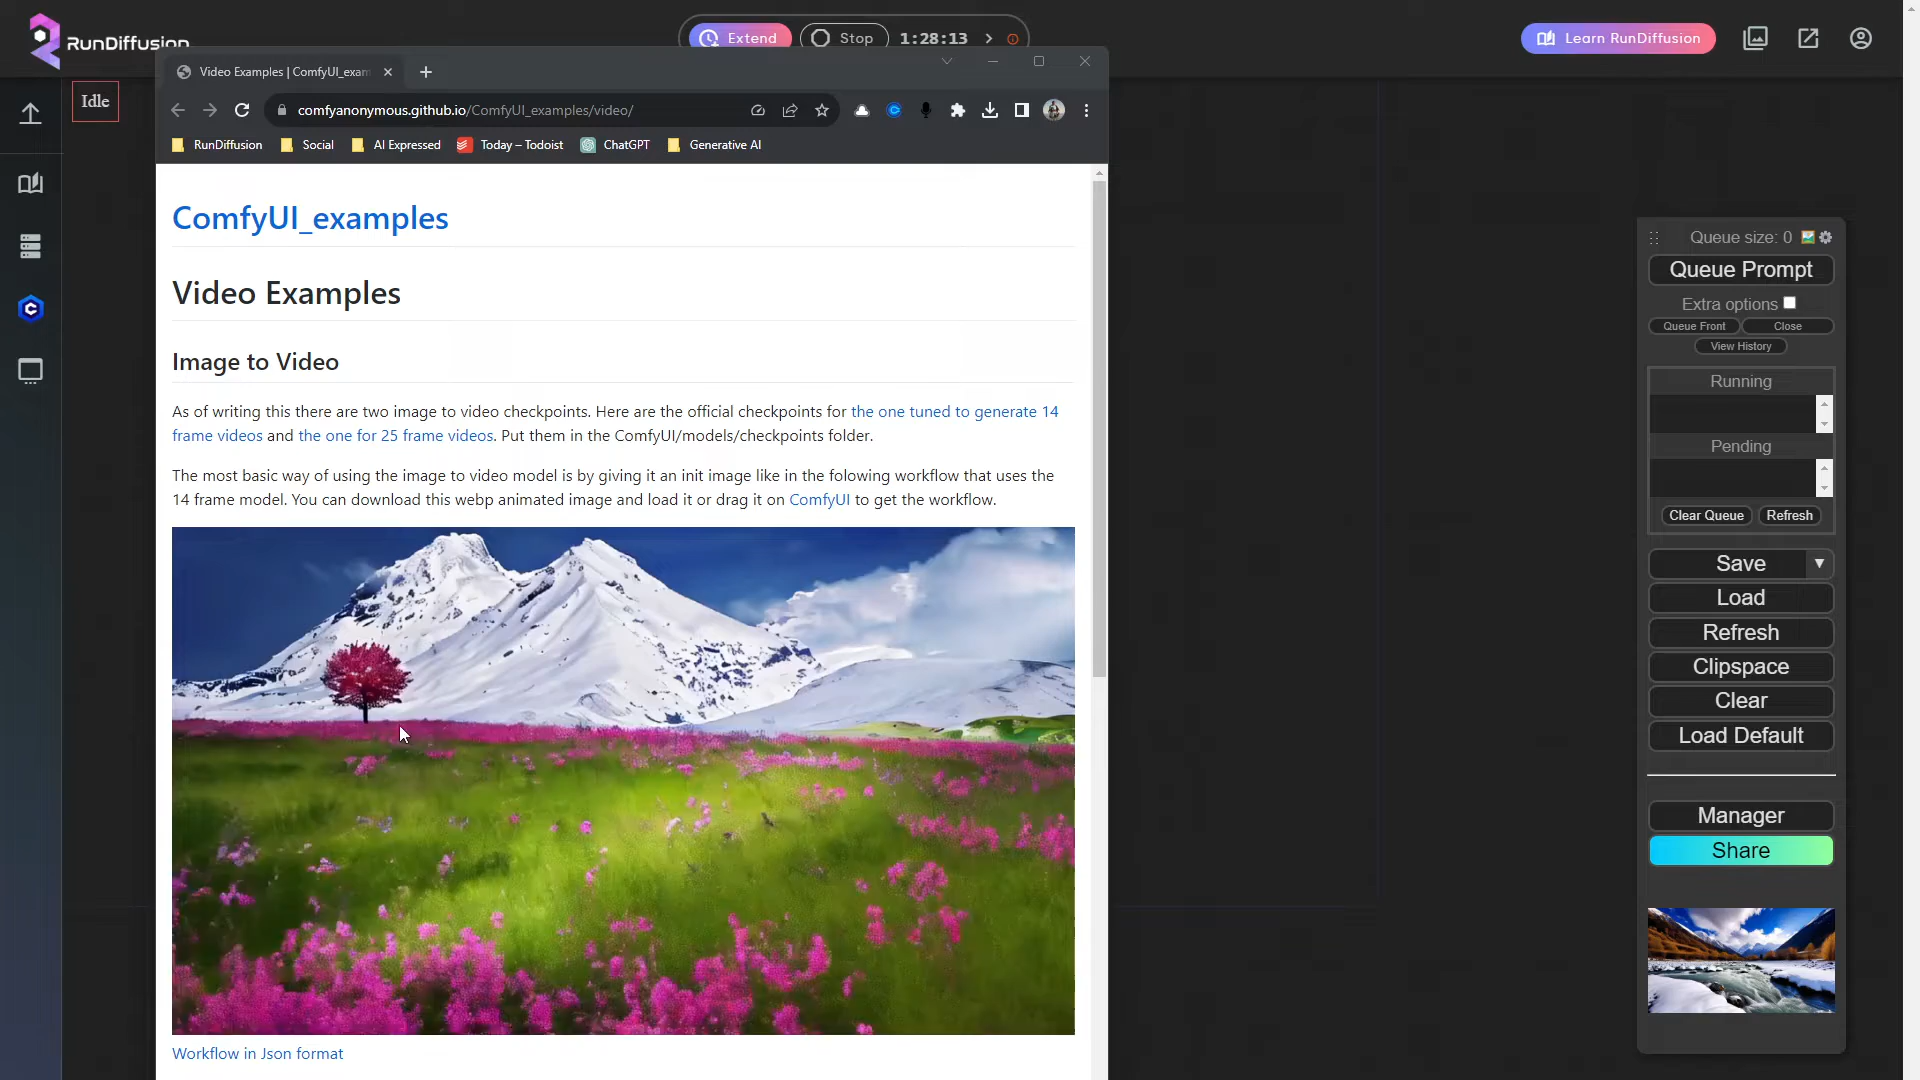 RunDiffusion
Extend
Stop
1:28:13
Learn RunDiffusion
Idle
Video Examples | ComfyUI_exam
comfyanonymous.github.io/ComfyUI_examples/video/
RunDiffusion
Social
AI Expressed
Today – Todoist
ChatGPT
Generative AI
ComfyUI_examples
Video Examples
Image to Video
As of writing this there are two image to video checkpoints. Here are the official checkpoints for the one tuned to generate 14
frame videos and the one for 25 frame videos. Put them in the ComfyUI/models/checkpoints folder.
The most basic way of using the image to video model is by giving it an init image like in the folowing workflow that uses the
14 frame model. You can download this webp animated image and load it or drag it on ComfyUI to get the workflow.
Workflow in Json format
Queue size: 0
Queue Prompt
Extra options
Queue Front
Close
View History
Running
Pending
Clear Queue
Refresh
Save
Load
Refresh
Clipspace
Clear
Load Default
Manager
Share